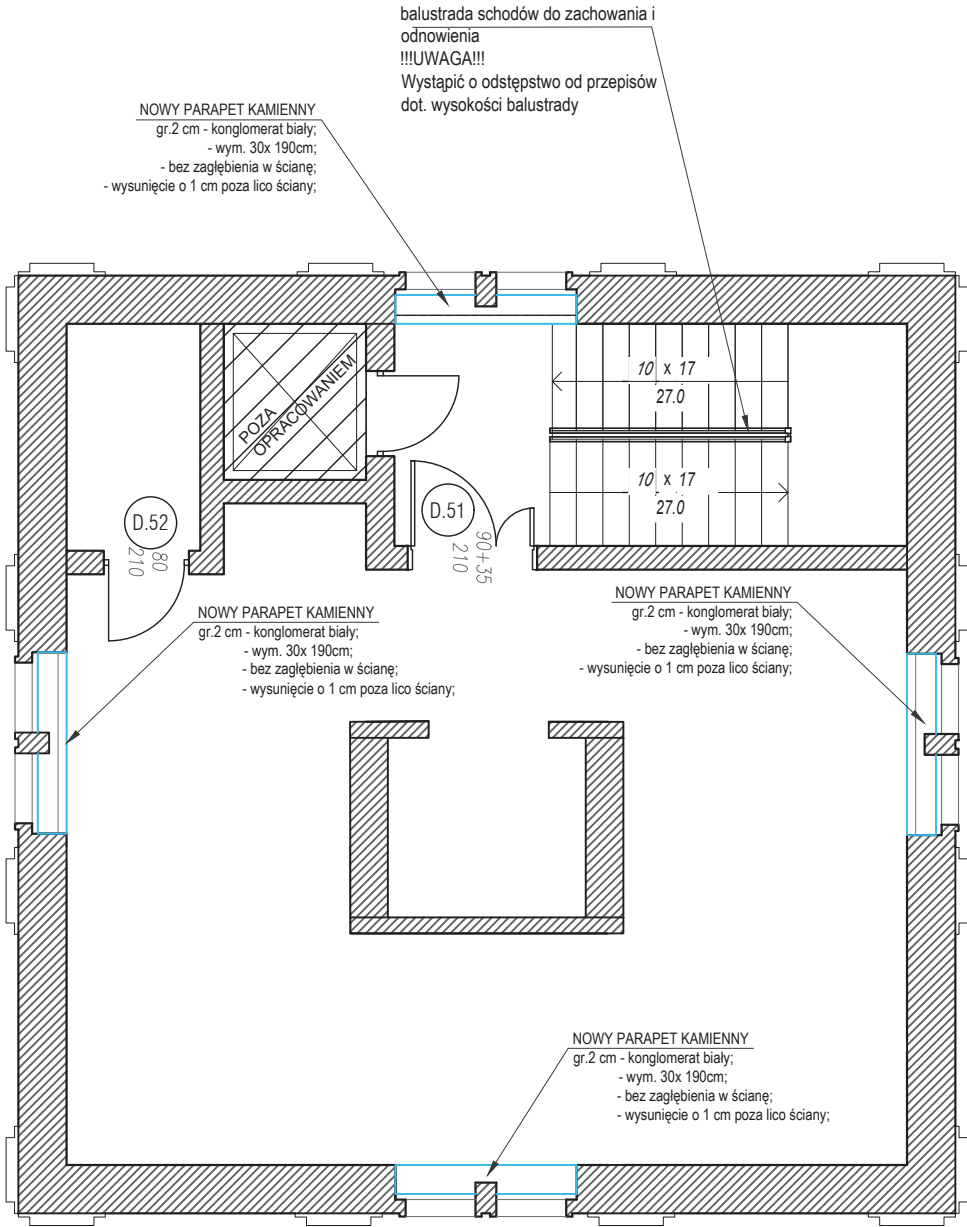 balustrada schodów do zachowania i
odnowienia
!!!UWAGA!!!
Wystąpić o odstępstwo od przepisów
dot. wysokości balustrady
NOWY PARAPET KAMIENNY
gr.2 cm - konglomerat biały;
- wym. 30x 190cm;
- bez zagłębienia w ścianę;
- wysunięcie o 1 cm poza lico ściany;
POZA
OPRACOWANIEM
10 x 17
27.0
10 x 17
27.0
D.52
80
210
D.51
90+35
210
NOWY PARAPET KAMIENNY
gr.2 cm - konglomerat biały;
- wym. 30x 190cm;
- bez zagłębienia w ścianę;
- wysunięcie o 1 cm poza lico ściany;
NOWY PARAPET KAMIENNY
gr.2 cm - konglomerat biały;
- wym. 30x 190cm;
- bez zagłębienia w ścianę;
- wysunięcie o 1 cm poza lico ściany;
NOWY PARAPET KAMIENNY
gr.2 cm - konglomerat biały;
- wym. 30x 190cm;
- bez zagłębienia w ścianę;
- wysunięcie o 1 cm poza lico ściany;